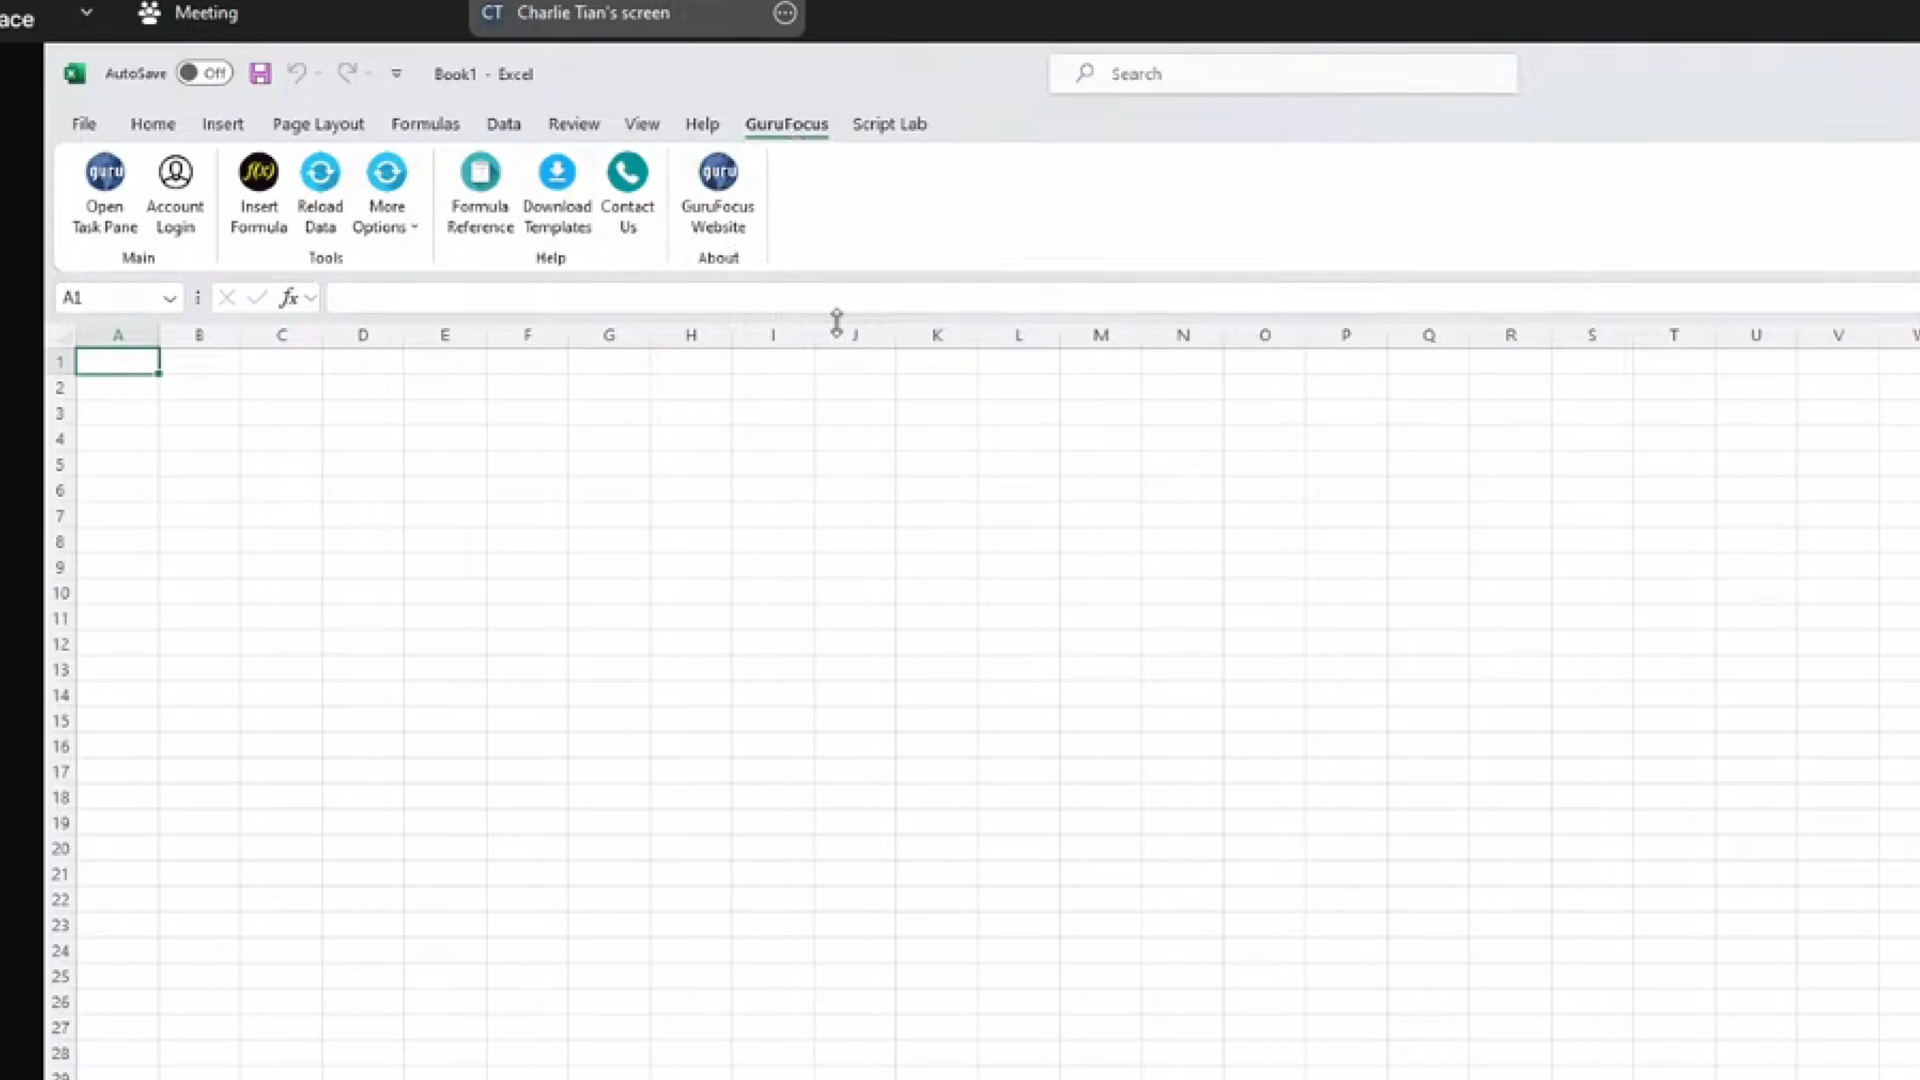 ace
Meeting
CT Charlie Tian's screen
AutoSave Off
Book1 - Excel
Search
File Home Insert Page Layout Formulas Data Review View Help GuruFocus Script Lab
guru
f(x)
guru
Open Task Pane
Account Login
Insert Formula
Reload Data
More Options
Formula Reference
Download Templates
Contact Us
GuruFocus Website
Main
Tools
Help
About
A1
fx
A B C D E F G H I J K L M N O P Q R S T U V W
1
2
3
4
5
6
7
8
9
10
11
12
13
14
15
16
17
18
19
20
21
22
23
24
25
26
27
28
29